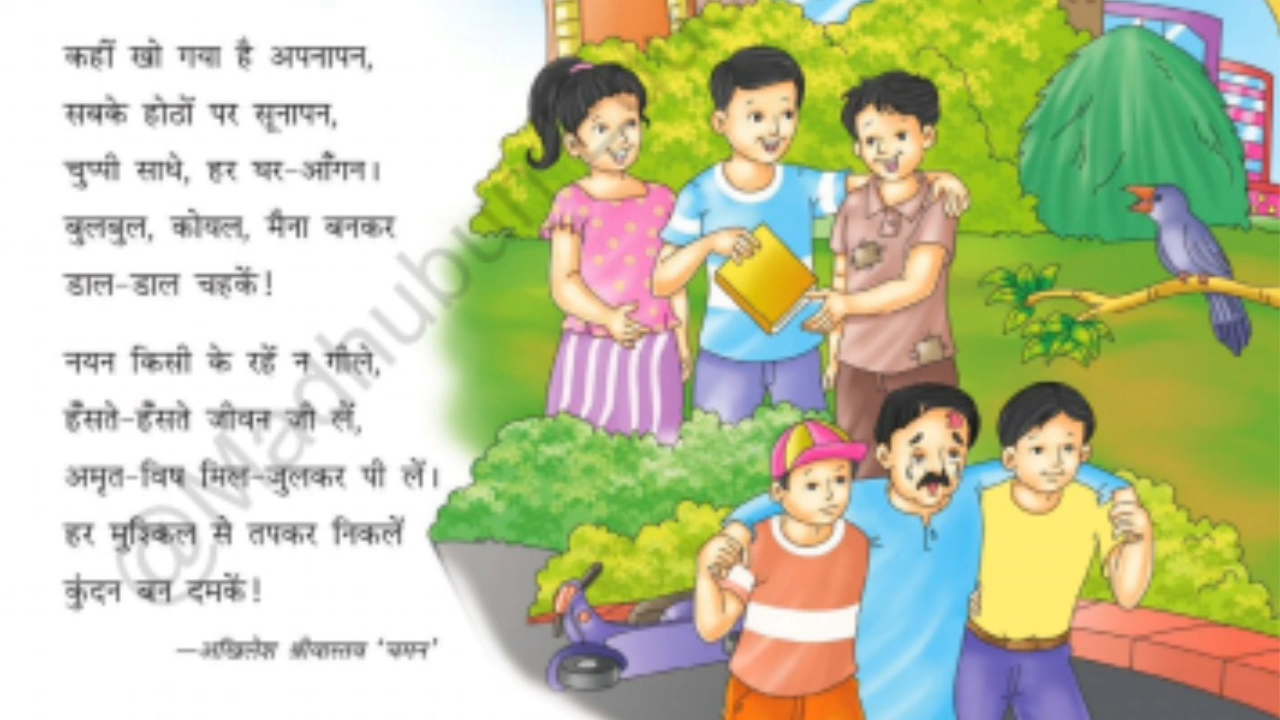 कहीं खो गया है अपनापन,
सबके होठों पर सूनापन,
चुप्पी साधे, हर घर-आँगन।
बुलबुल, कोयल, मैना बनकर
डाल-डाल चहकें!
नयन किसी के रहें न गीले,
हँसते-हँसते जीवन जी लें,
अमृत-विष मिल-जुलकर पी लें।
हर मुश्किल से तपकर निकलें
कुंदन बन दमकें!
—अखिलेश श्रीवास्तव ‘चमन’
@Madhubun